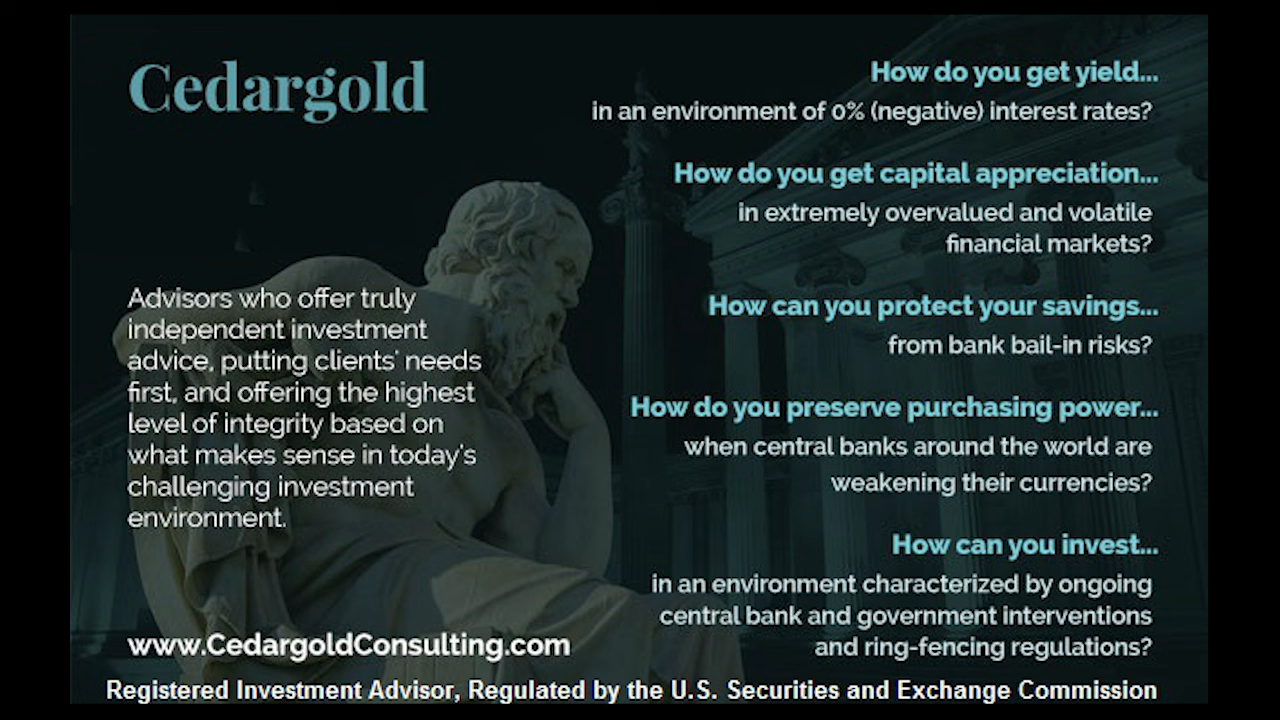 Cedargold
Advisors who offer truly
independent investment
advice, putting clients' needs
first, and offering the highest
level of integrity based on
what makes sense in today's
challenging investment
environment.
www.CedargoldConsulting.com
How do you get yield...
in an environment of 0% (negative) interest rates?
How do you get capital appreciation...
in extremely overvalued and volatile
financial markets?
How can you protect your savings...
from bank bail-in risks?
How do you preserve purchasing power...
when central banks around the world are
weakening their currencies?
How can you invest...
in an environment characterized by ongoing
central bank and government interventions
and ring-fencing regulations?
Registered Investment Advisor, Regulated by the U.S. Securities and Exchange Commission